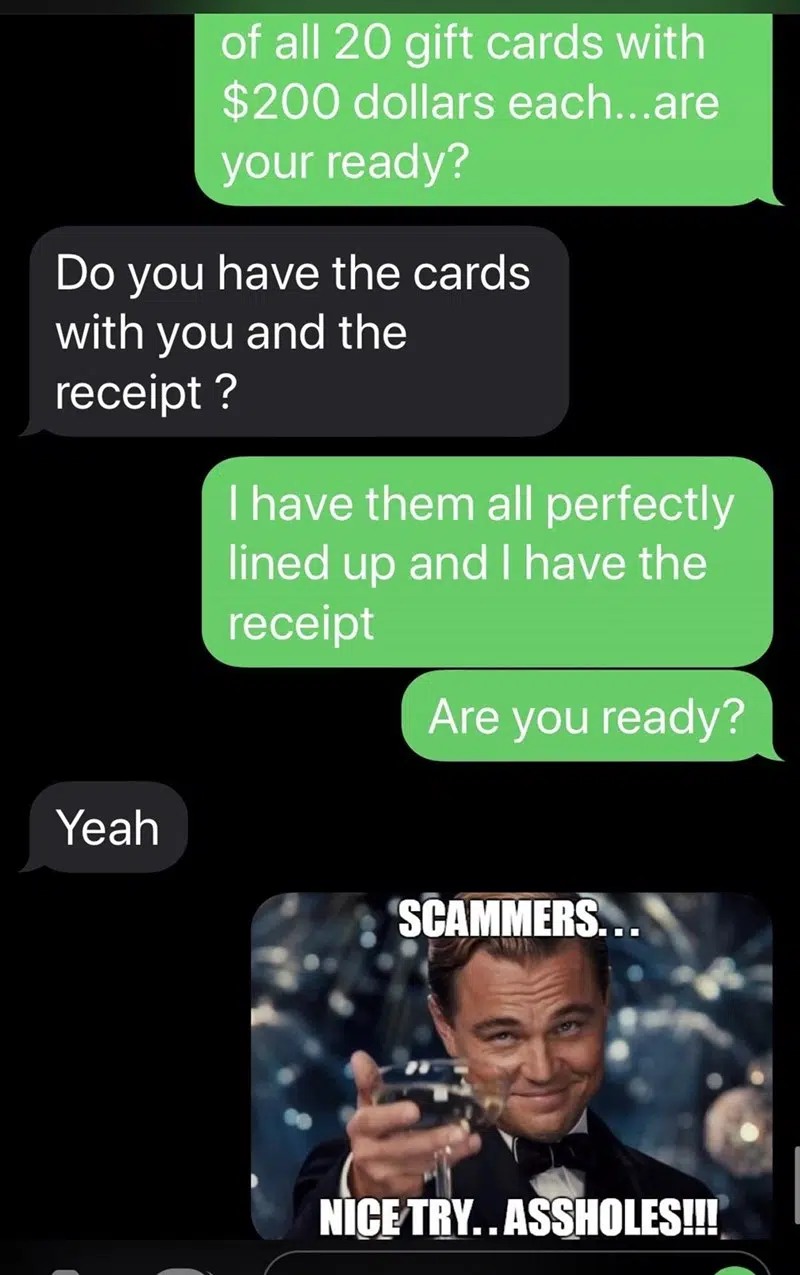 of all 20 gift cards with
$200 dollars each...are
your ready?
Do you have the cards
with you and the
receipt ?
I have them all perfectly
lined up and I have the
receipt
Are you ready?
Yeah
SCAMMERS...
NICE TRY..ASSHOLES!!!